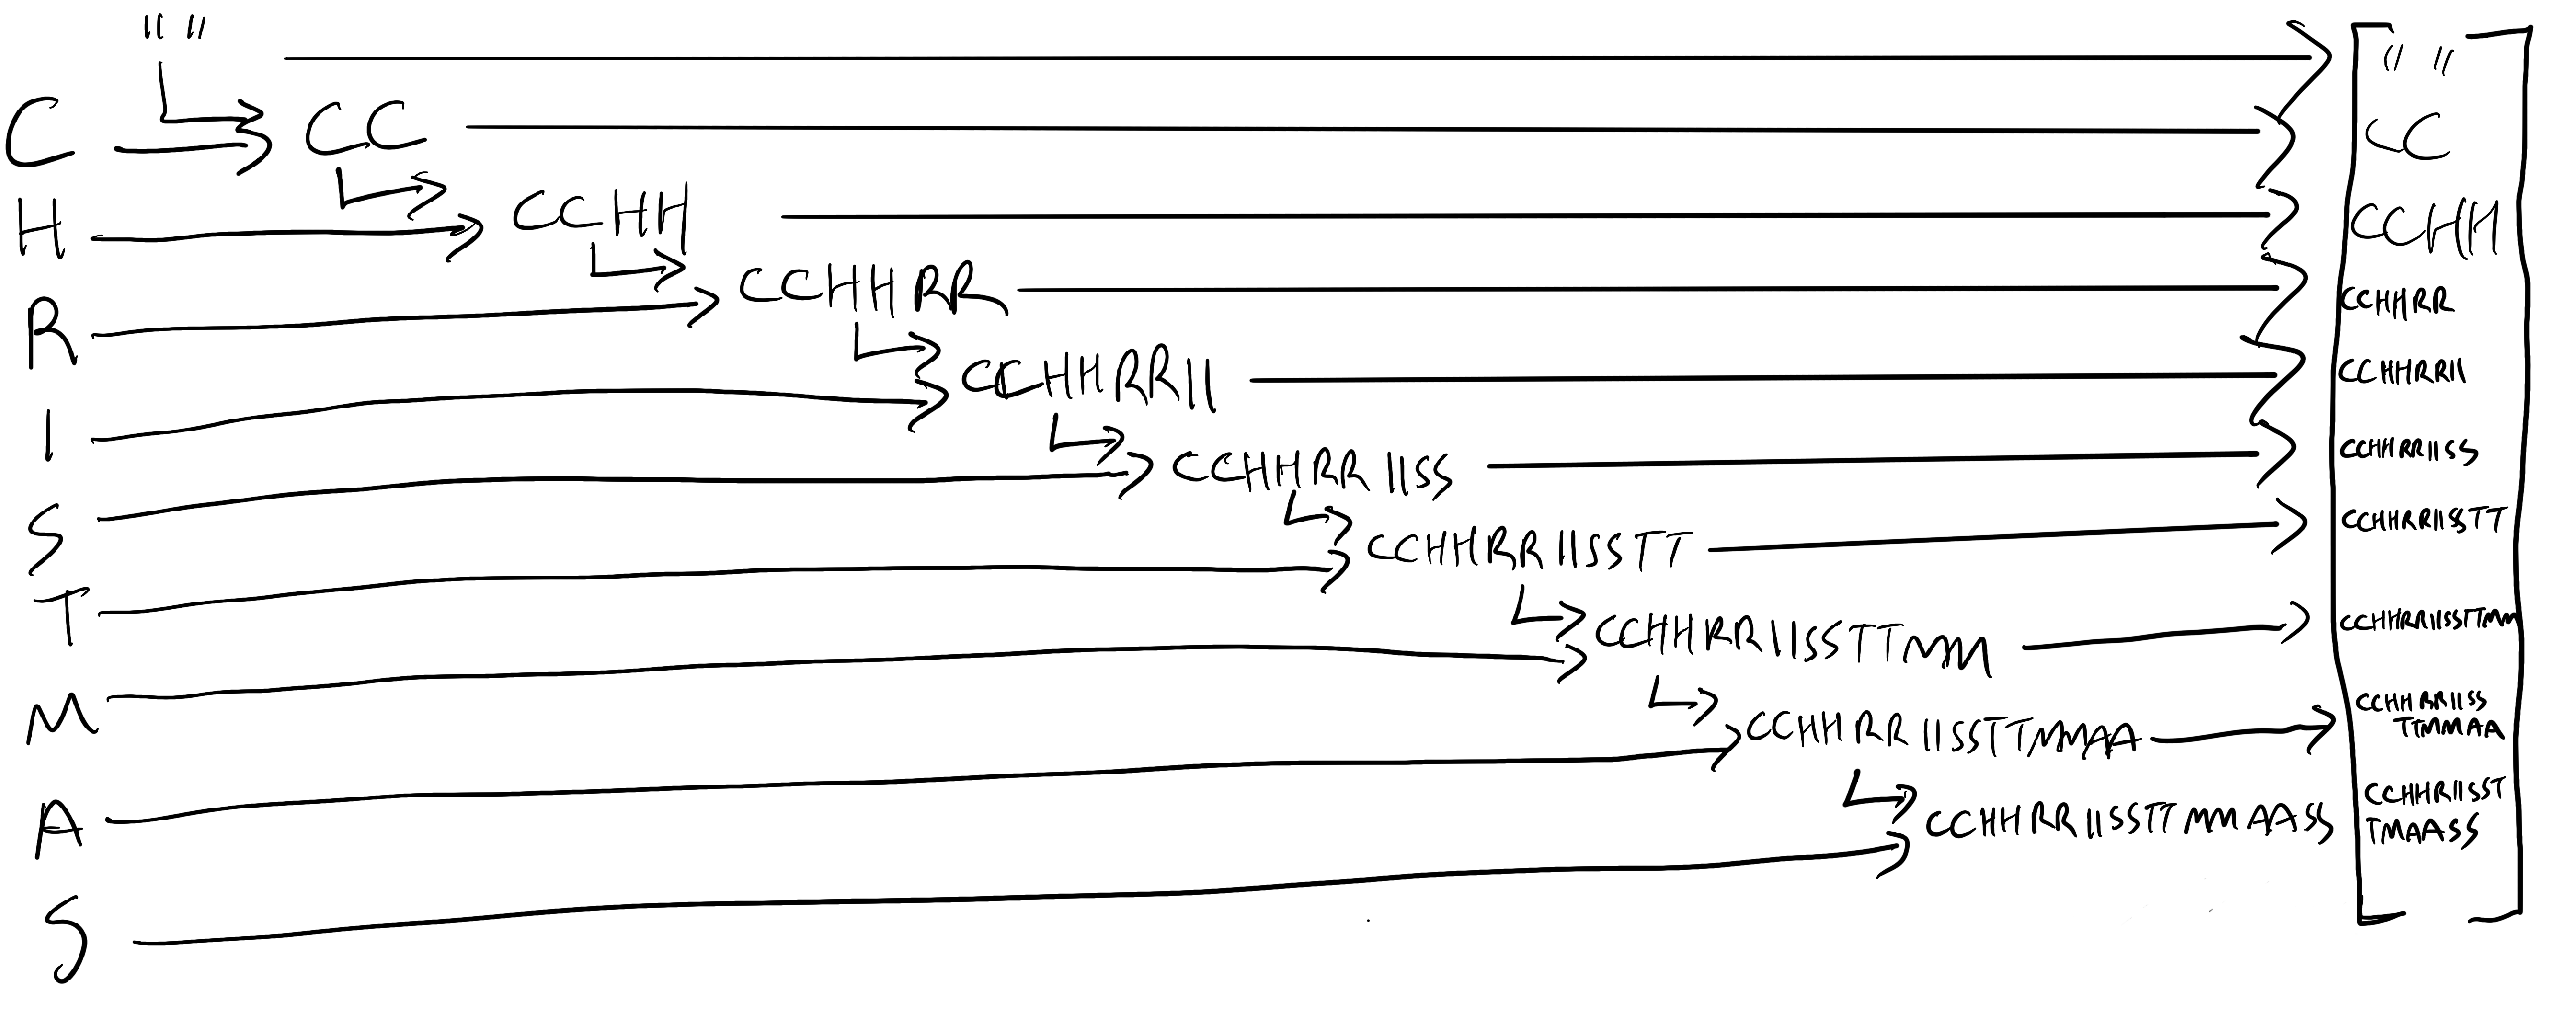 " " " "
C CC CC
H CCHH CCHH
R CCHHRR CCHHRR
I CCHHRRII CCHHRRII
S CCHHRRIISS CCHHRRIISS
T CCHHRRIISSTT CCHHRRIISSTT
M CCHHRRIISSTTMM CCHHRRIISSTTMM
A CCHHRRIISSTTMMAA CCHHRRIISS
TTMMAA
S CCHHRRIISSTTMMAASS CCHHRIISST
TMAASS